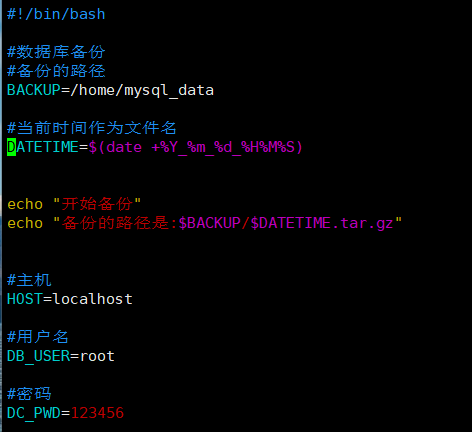 #!/bin/bash
#数据库备份
#备份的路径
BACKUP=/home/mysql_data
#当前时间作为文件名
DATETIME=$(date +%Y_%m_%d_%H%M%S)
echo "开始备份"
echo "备份的路径是:$BACKUP/$DATETIME.tar.gz"
#主机
HOST=localhost
#用户名
DB_USER=root
#密码
DC_PWD=123456